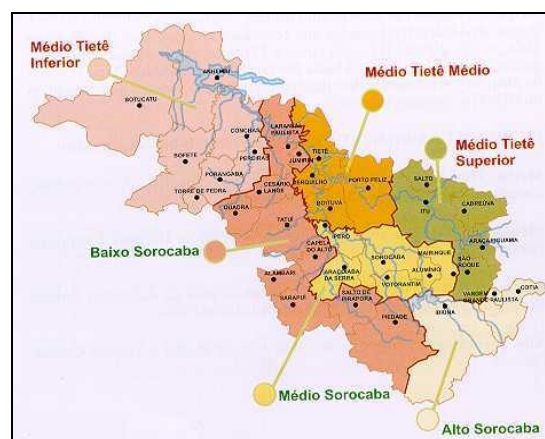 Médio Tietê
Inferior
Médio Tietê Médio
Médio Tietê
Superior
Baixo Sorocaba
Médio Sorocaba
Alto Sorocaba
ANHEMBI
BOTUCATU
CONCHAS
PEREIRAS
BOFETE
PORANGABA
TORRE DE PEDRA
LARANJAL
PAULISTA
JUMIRIM
TIETÊ
CERQUILHO
PORTO FELIZ
CESÁRIO
LANGE
QUADRA
BOITUVA
TATUÍ
SALTO
ITU
CABREÚVA
ARAÇARIGUAMA
SÃO
ROQUE
IPERÓ
CAPELA
DO ALTO
SOROCABA
MAIRINQUE
ARAÇOIABA
DA SERRA
ALUMÍNIO
VOTORANTIM
ALAMBARI
SARAPUÍ
SALTO DE
PIRAPORA
PIEDADE
VARGEM
GRANDE PAULISTA
COTIA
IBIÚNA